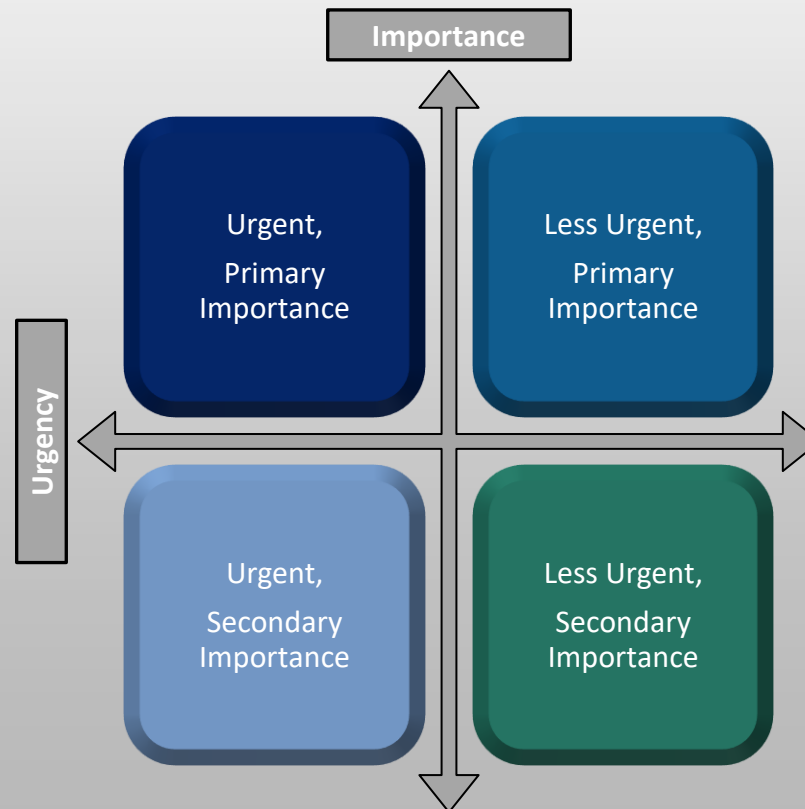 Importance
Urgent,
Primary
Importance
Less Urgent,
Primary
Importance
Urgency
Urgent,
Secondary
Importance
Less Urgent,
Secondary
Importance